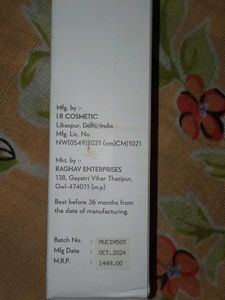 Mfg. by :-
I.R COSMETIC
Libaspur, Delhi,India
Mfg. Lic. No.
NW(0549)2021 (cm)CM)1021
Mkt. by :-
RAGHAV ENTERPRISES
138, Gayatri Vihar Thatipur,
Gwl-474011 (m.p)
Best before 36 months from
the date of manufacturing.
Batch No. :
Mfg Date : OCT.2024
M.R.P. : 1449.00